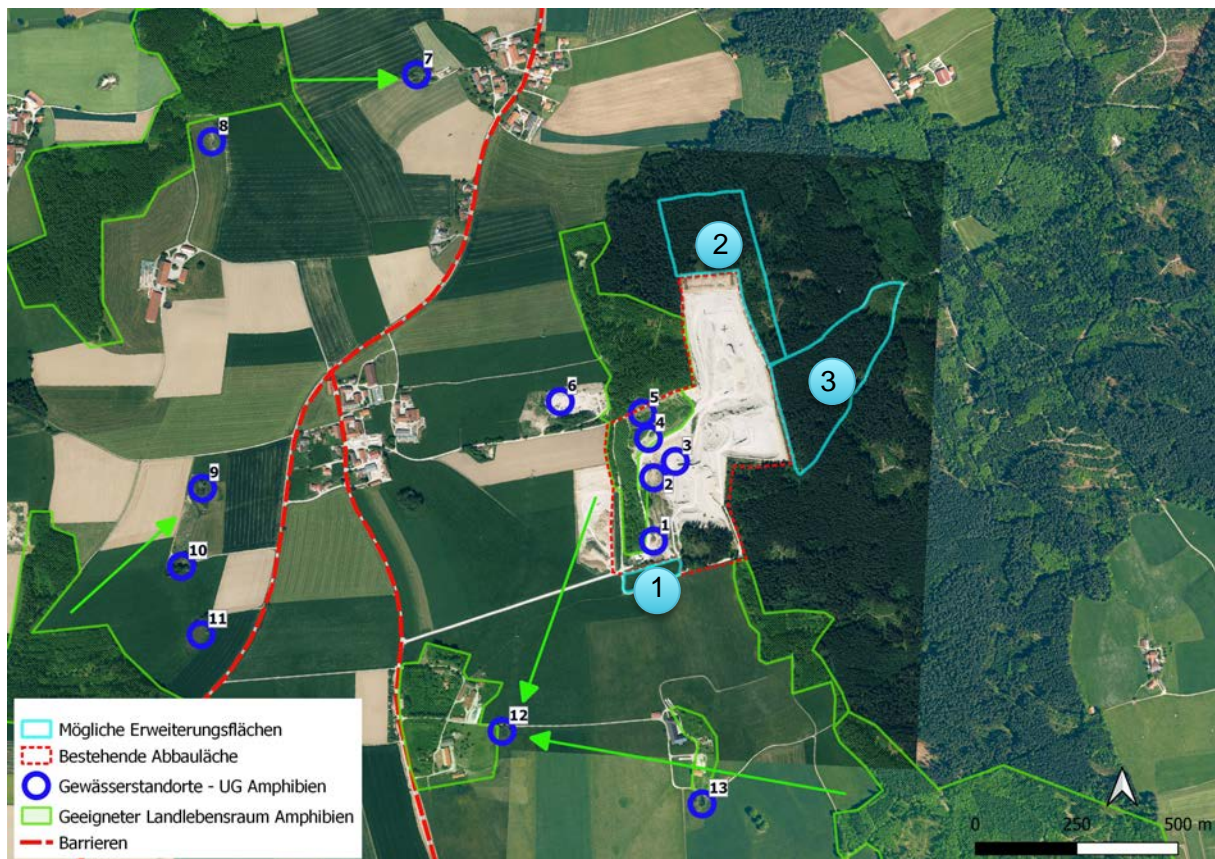 7
8
2
6
3
5
4
3
2
9
1
10
1
11
12
13
Mögliche Erweiterungsflächen
Bestehende Abbauläche
Gewässerstandorte - UG Amphibien
Geeigneter Landlebensraum Amphibien
Barrieren
0 250 500 m